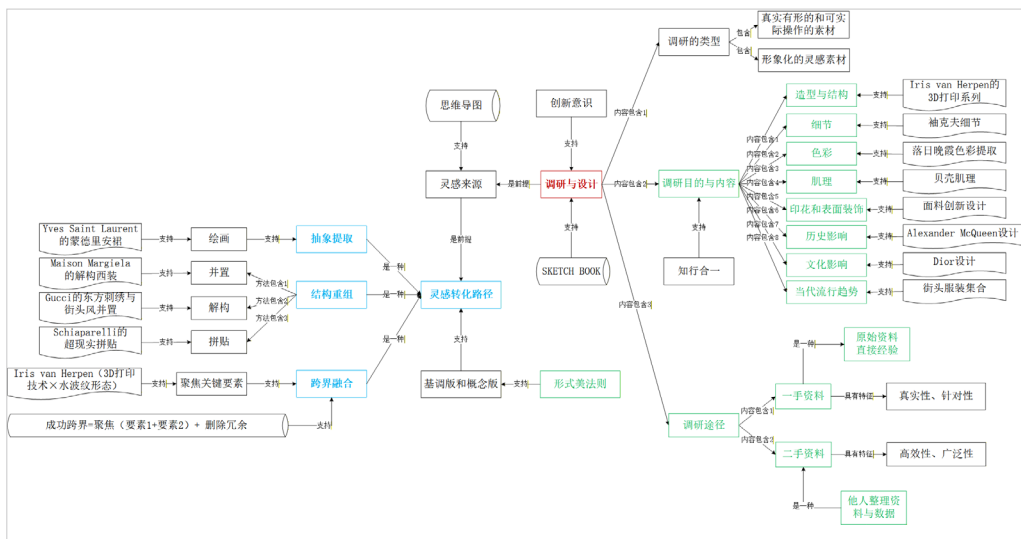 真实有形的和可实
际操作的素材
包含
调研的类型
包含
形象化的灵感素材
思维导图
创新意识
内容包含1
支持
支持
灵感来源
是前提
调研与设计
内容包含2
调研目的与内容
内容包含1
内容包含2
内容包含3
内容包含4
内容包含5
内容包含6
内容包含7
内容包含8
造型与结构
支持
Iris van Herpen的
3D打印系列
细节
支持
袖克夫细节
色彩
支持
落日晚霞色彩提取
肌理
支持
贝壳肌理
印花和表面装饰
支持
面料创新设计
历史影响
支持
Alexander McQueen设计
文化影响
支持
Dior设计
当代流行趋势
支持
街头服装集合
支持
知行合一
支持
SKETCH BOOK
是前提
内容包含3
Yves Saint Laurent
的蒙德里安裙
支持
绘画
支持
抽象提取
是一种
Maison Margiela
的解构西装
支持
并置
方法包含1
Gucci的东方刺绣与
街头风并置
支持
解构
方法包含2
结构重组
是一种
灵感转化路径
Schiaparelli的
超现实拼贴
支持
拼贴
方法包含3
是一种
Iris van Herpen（3D打印
技术×水波纹形态）
支持
聚焦关键要素
支持
跨界融合
支持
基调版和概念版
支持
形式美法则
成功跨界=聚焦（要素1+要素2）+ 删除冗余
支持
原始资料
直接经验
是一种
调研途径
内容包含1
一手资料
具有特征
真实性、针对性
内容包含2
二手资料
具有特征
高效性、广泛性
是一种
他人整理资
料与数据